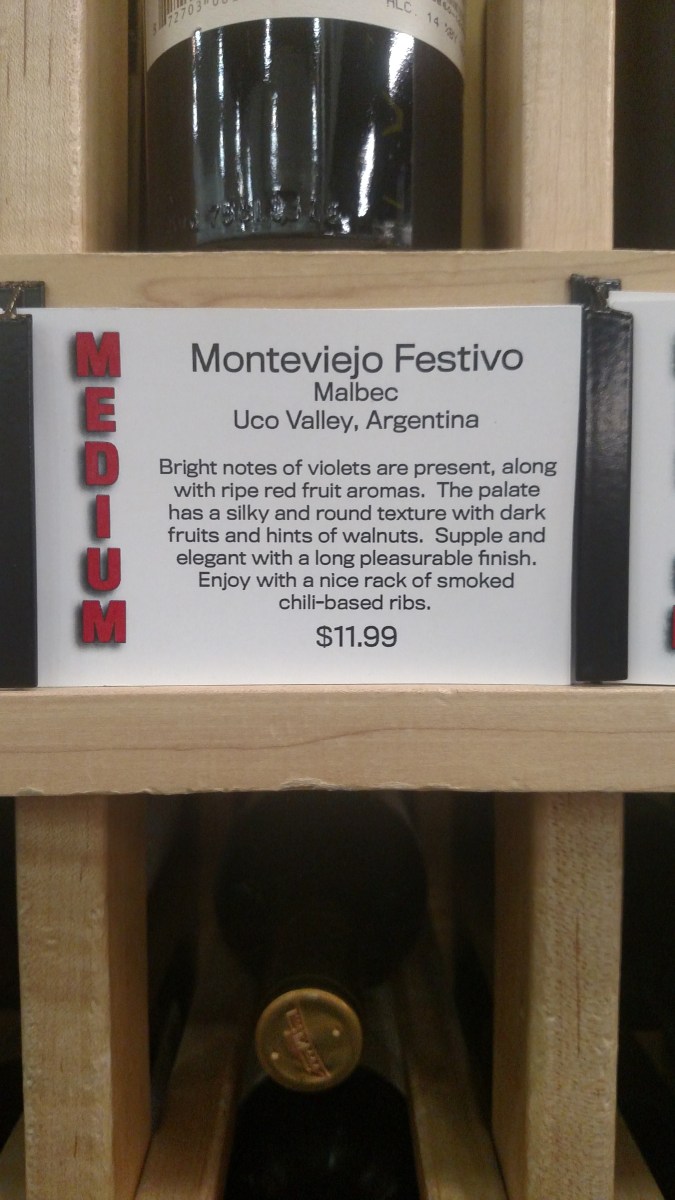 ALC. 14.
Monteviejo Festivo
Malbec
Uco Valley, Argentina
Bright notes of violets are present, along
with ripe red fruit aromas. The palate
has a silky and round texture with dark
fruits and hints of walnuts. Supple and
elegant with a long pleasurable finish.
Enjoy with a nice rack of smoked
chili-based ribs.
$11.99
MEDIUM